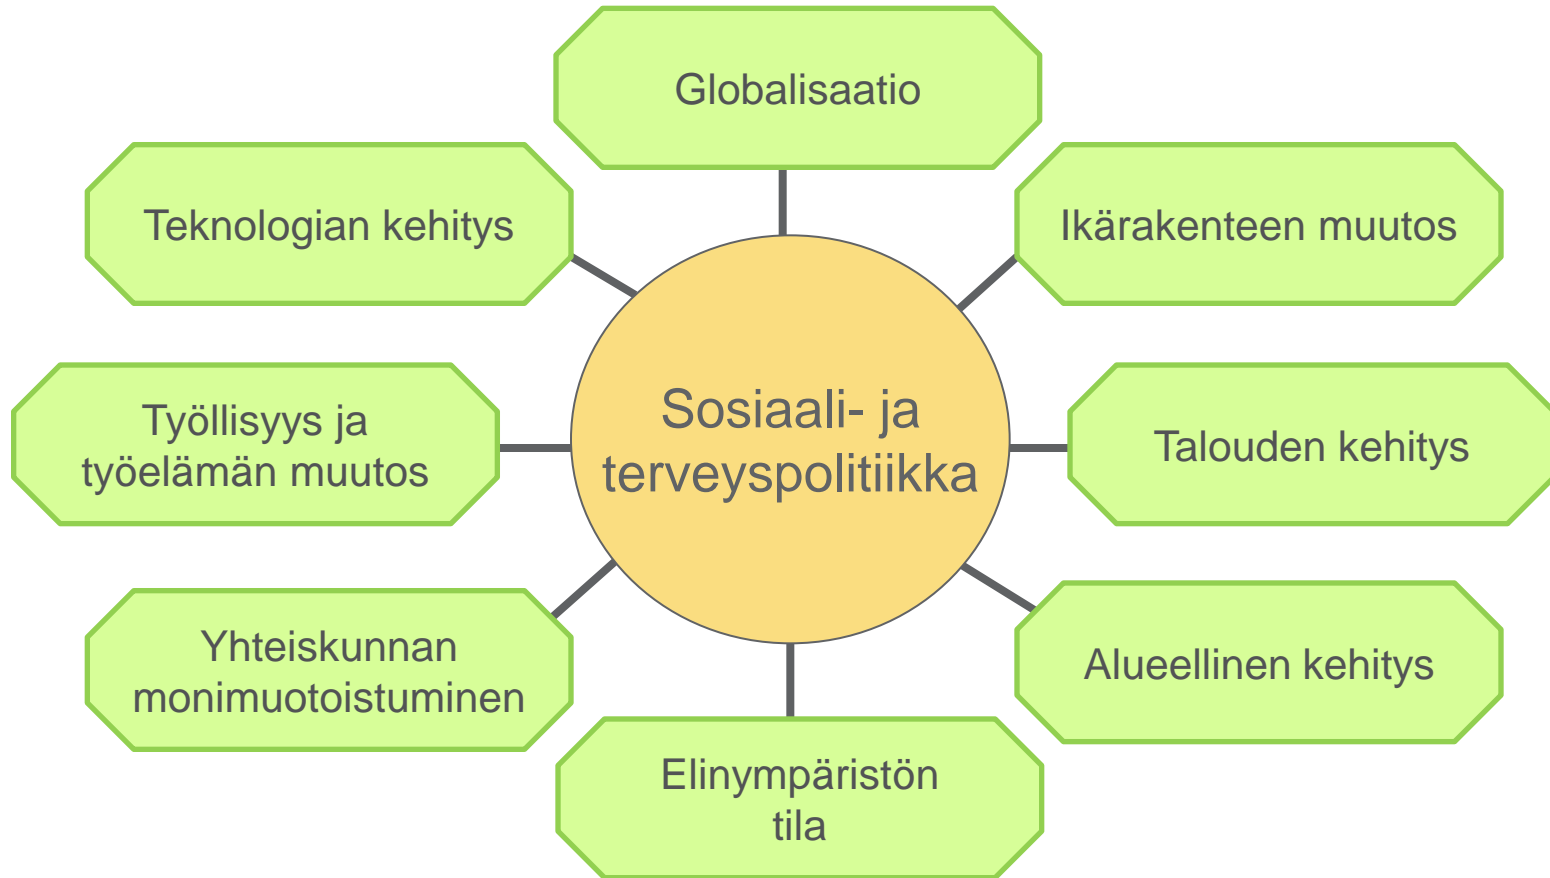 Globalisaatio
Teknologian kehitys
Ikärakenteen muutos
Sosiaali- ja
terveyspolitiikka
Työllisyys ja
työelämän muutos
Talouden kehitys
Yhteiskunnan
monimuotoistuminen
Alueellinen kehitys
Elinympäristön
tila